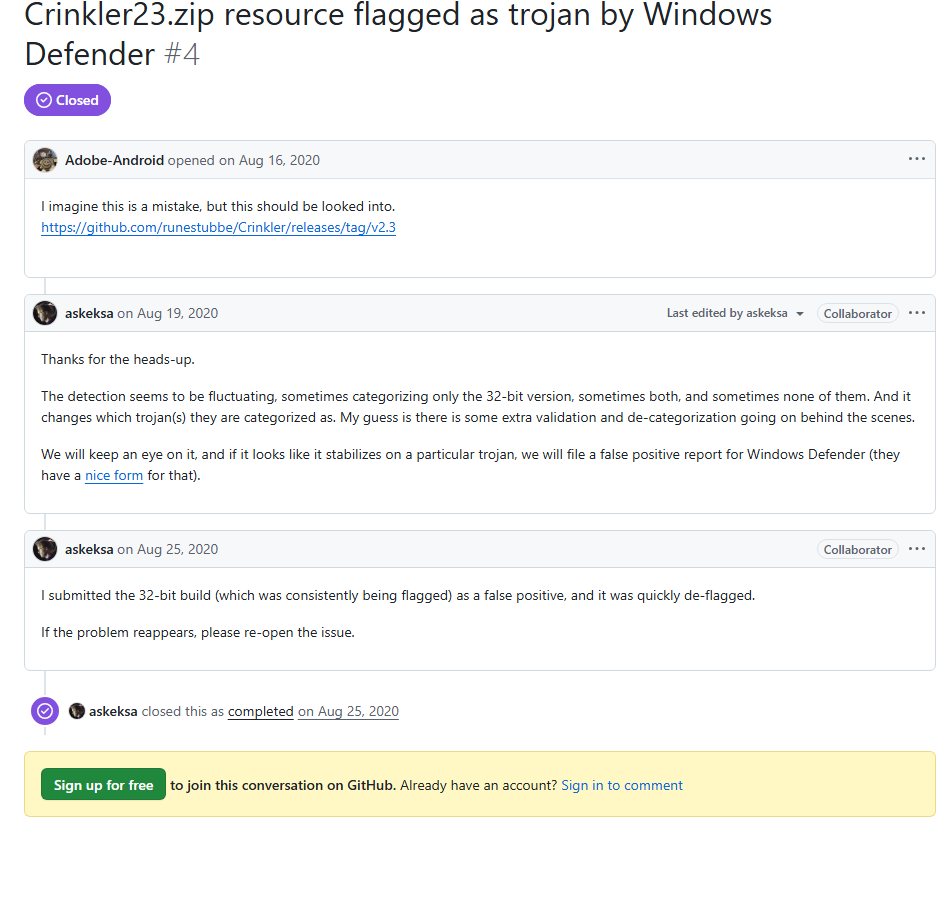 Crinkler23.zip resource flagged as trojan by Windows
Defender #4
Closed
Adobe-Android opened on Aug 16, 2020
I imagine this is a mistake, but this should be looked into.
https://github.com/runestubbe/Crinkler/releases/tag/v2.3
askeksa on Aug 19, 2020 Last edited by askeksa Collaborator
Thanks for the heads-up.
The detection seems to be fluctuating, sometimes categorizing only the 32-bit version, sometimes both, and sometimes none of them. And it
changes which trojan(s) they are categorized as. My guess is there is some extra validation and de-categorization going on behind the scenes.
We will keep an eye on it, and if it looks like it stabilizes on a particular trojan, we will file a false positive report for Windows Defender (they
have a nice form for that).
askeksa on Aug 25, 2020 Collaborator
I submitted the 32-bit build (which was consistently being flagged) as a false positive, and it was quickly de-flagged.
If the problem reappears, please re-open the issue.
askeksa closed this as completed on Aug 25, 2020
Sign up for free to join this conversation on GitHub. Already have an account? Sign in to comment